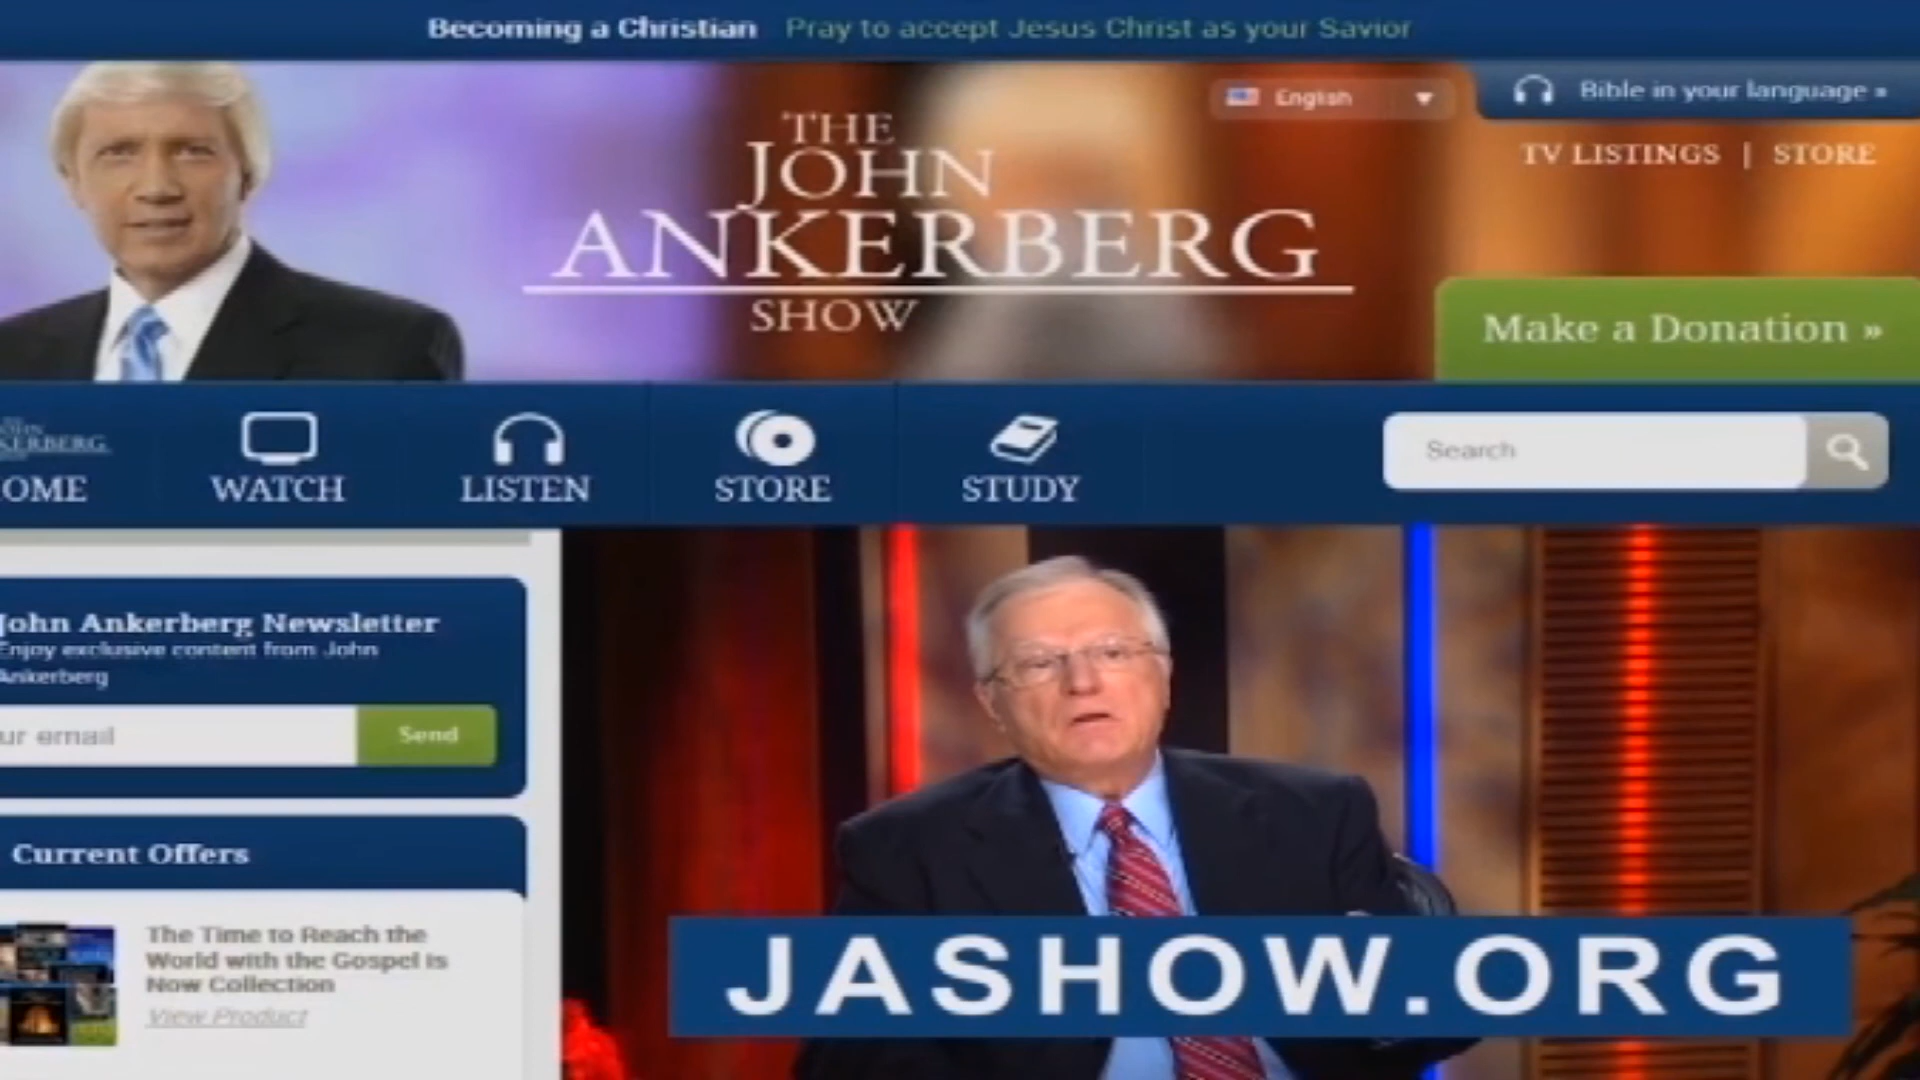 Becoming a Christian Pray to accept Jesus Christ as your Savior
English
Bible in your language »
TV LISTINGS | STORE
THE
JOHN
ANKERBERG
SHOW
Make a Donation »
KERBERG
OME
WATCH
LISTEN
STORE
STUDY
Search
John Ankerberg Newsletter
Enjoy exclusive content from John
Ankerberg
ur email
Send
Current Offers
The Time to Reach the
World with the Gospel is
Now Collection
View Product
JASHOW.ORG